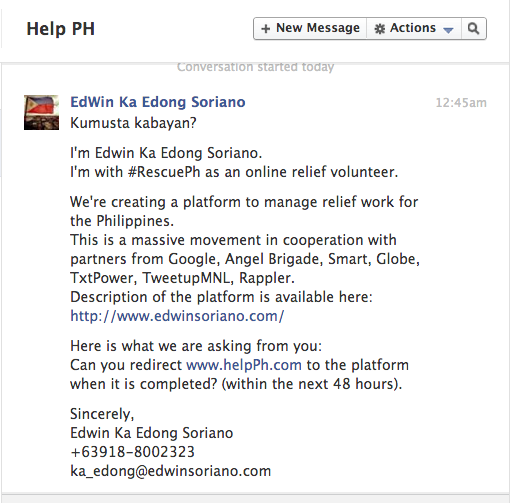 Help PH
+ New Message
Actions
Conversation started today
EdWin Ka Edong Soriano
12:45am
Kumusta kabayan?
I'm Edwin Ka Edong Soriano.
I'm with #RescuePh as an online relief volunteer.
We're creating a platform to manage relief work for
the Philippines.
This is a massive movement in cooperation with
partners from Google, Angel Brigade, Smart, Globe,
TxtPower, TweetupMNL, Rappler.
Description of the platform is available here:
http://www.edwinsoriano.com/
Here is what we are asking from you:
Can you redirect www.helpPh.com to the platform
when it is completed? (within the next 48 hours).
Sincerely,
Edwin Ka Edong Soriano
+63918-8002323
ka_edong@edwinsoriano.com